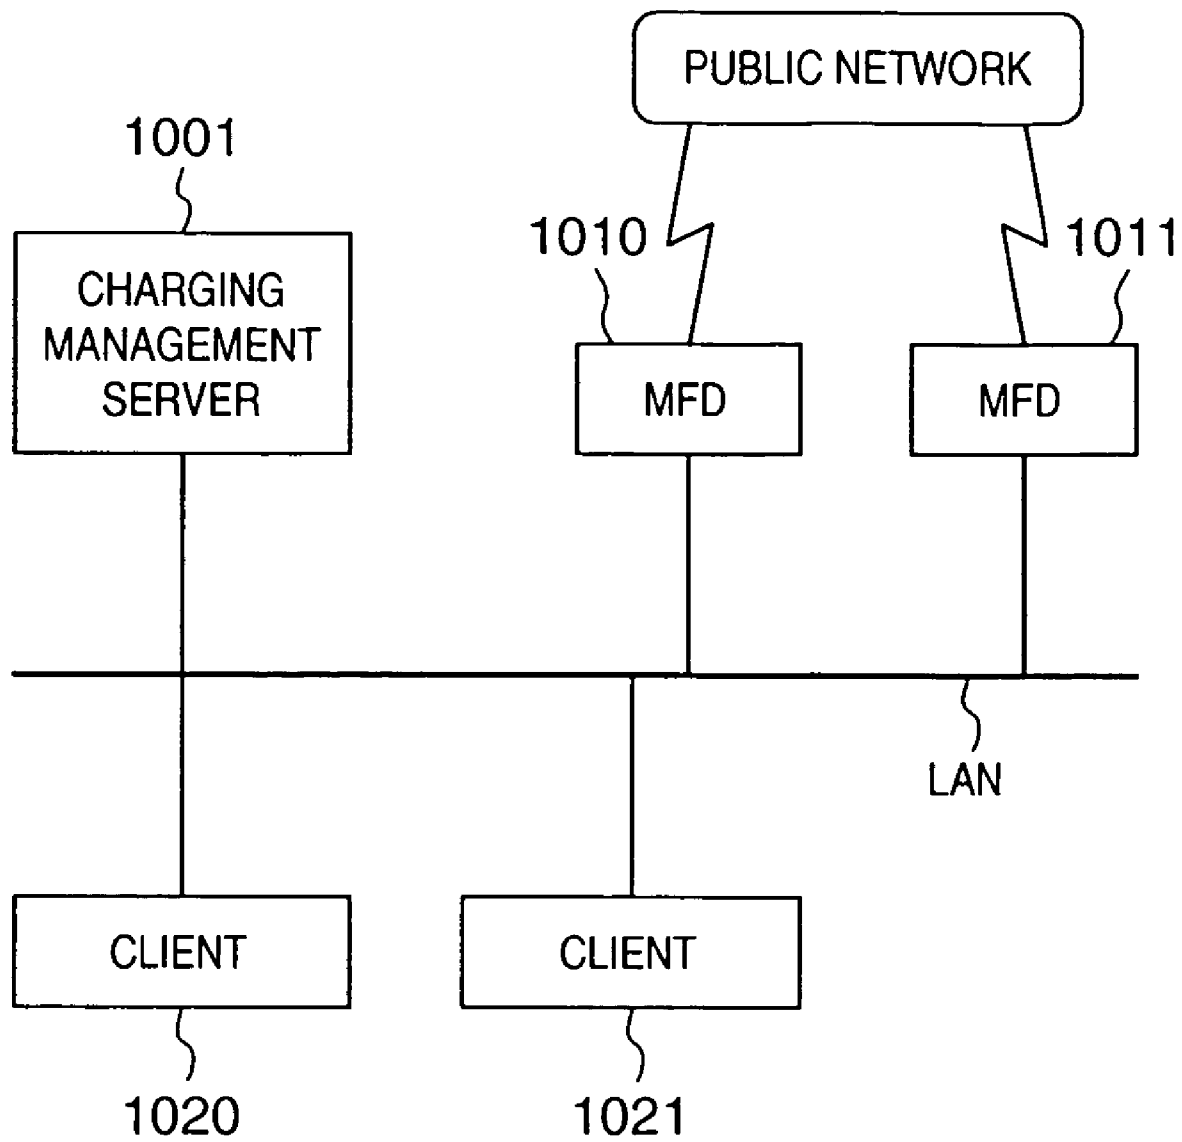 PUBLIC NETWORK
1001
1010
1011
CHARGING
MANAGEMENT
SERVER
MFD
MFD
LAN
CLIENT
CLIENT
1020
1021